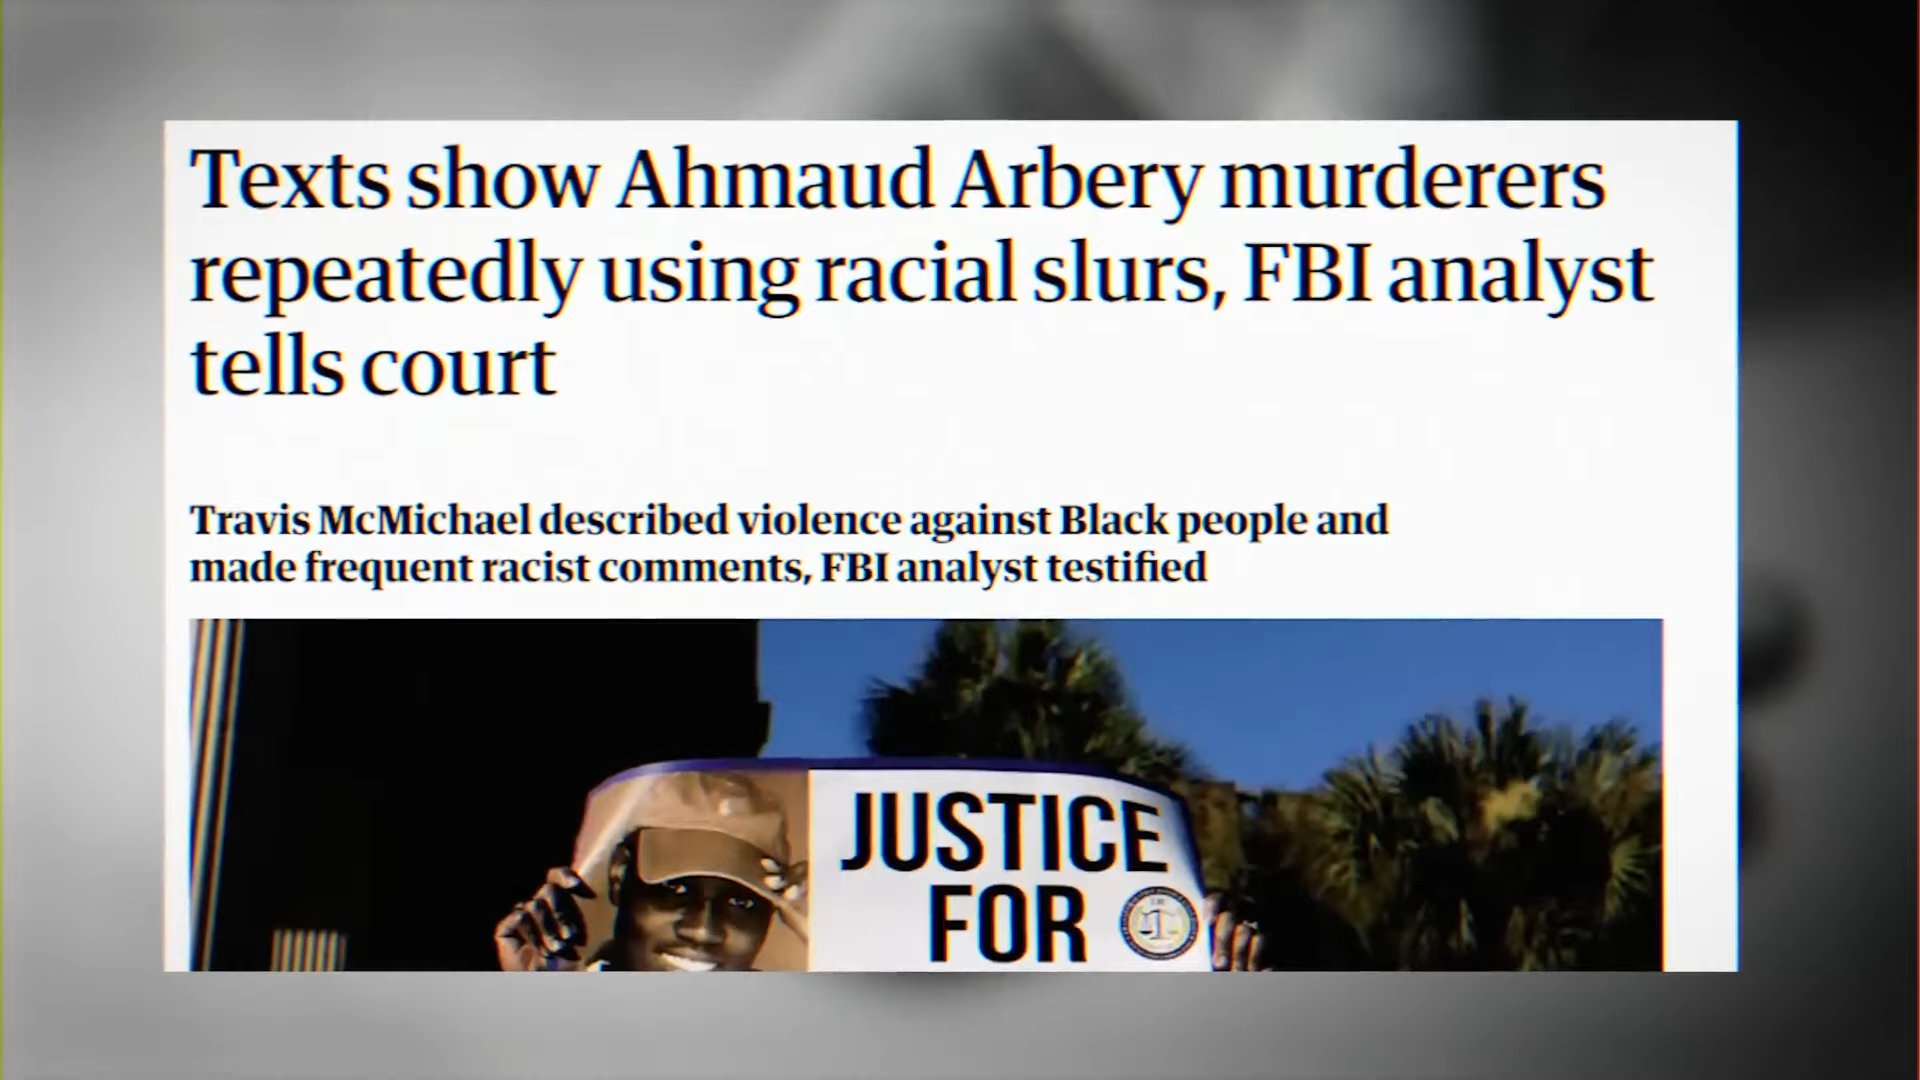 Texts show Ahmaud Arbery murderers
repeatedly using racial slurs, FBI analyst
tells court
Travis McMichael described violence against Black people and
made frequent racist comments, FBI analyst testified
JUSTICE
FOR